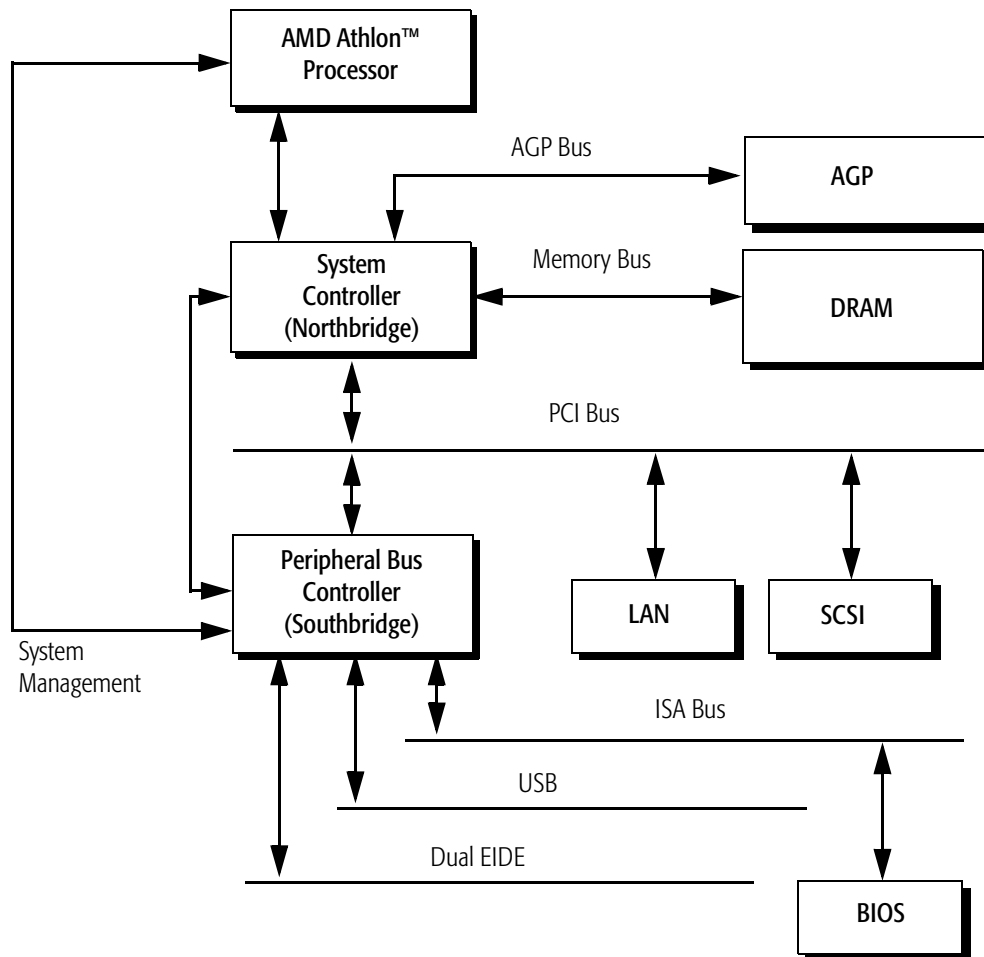 AMD Athlon™
Processor
AGP Bus
AGP
System
Controller
(Northbridge)
Memory Bus
DRAM
PCI Bus
Peripheral Bus
Controller
(Southbridge)
LAN
SCSI
System
Management
ISA Bus
USB
Dual EIDE
BIOS